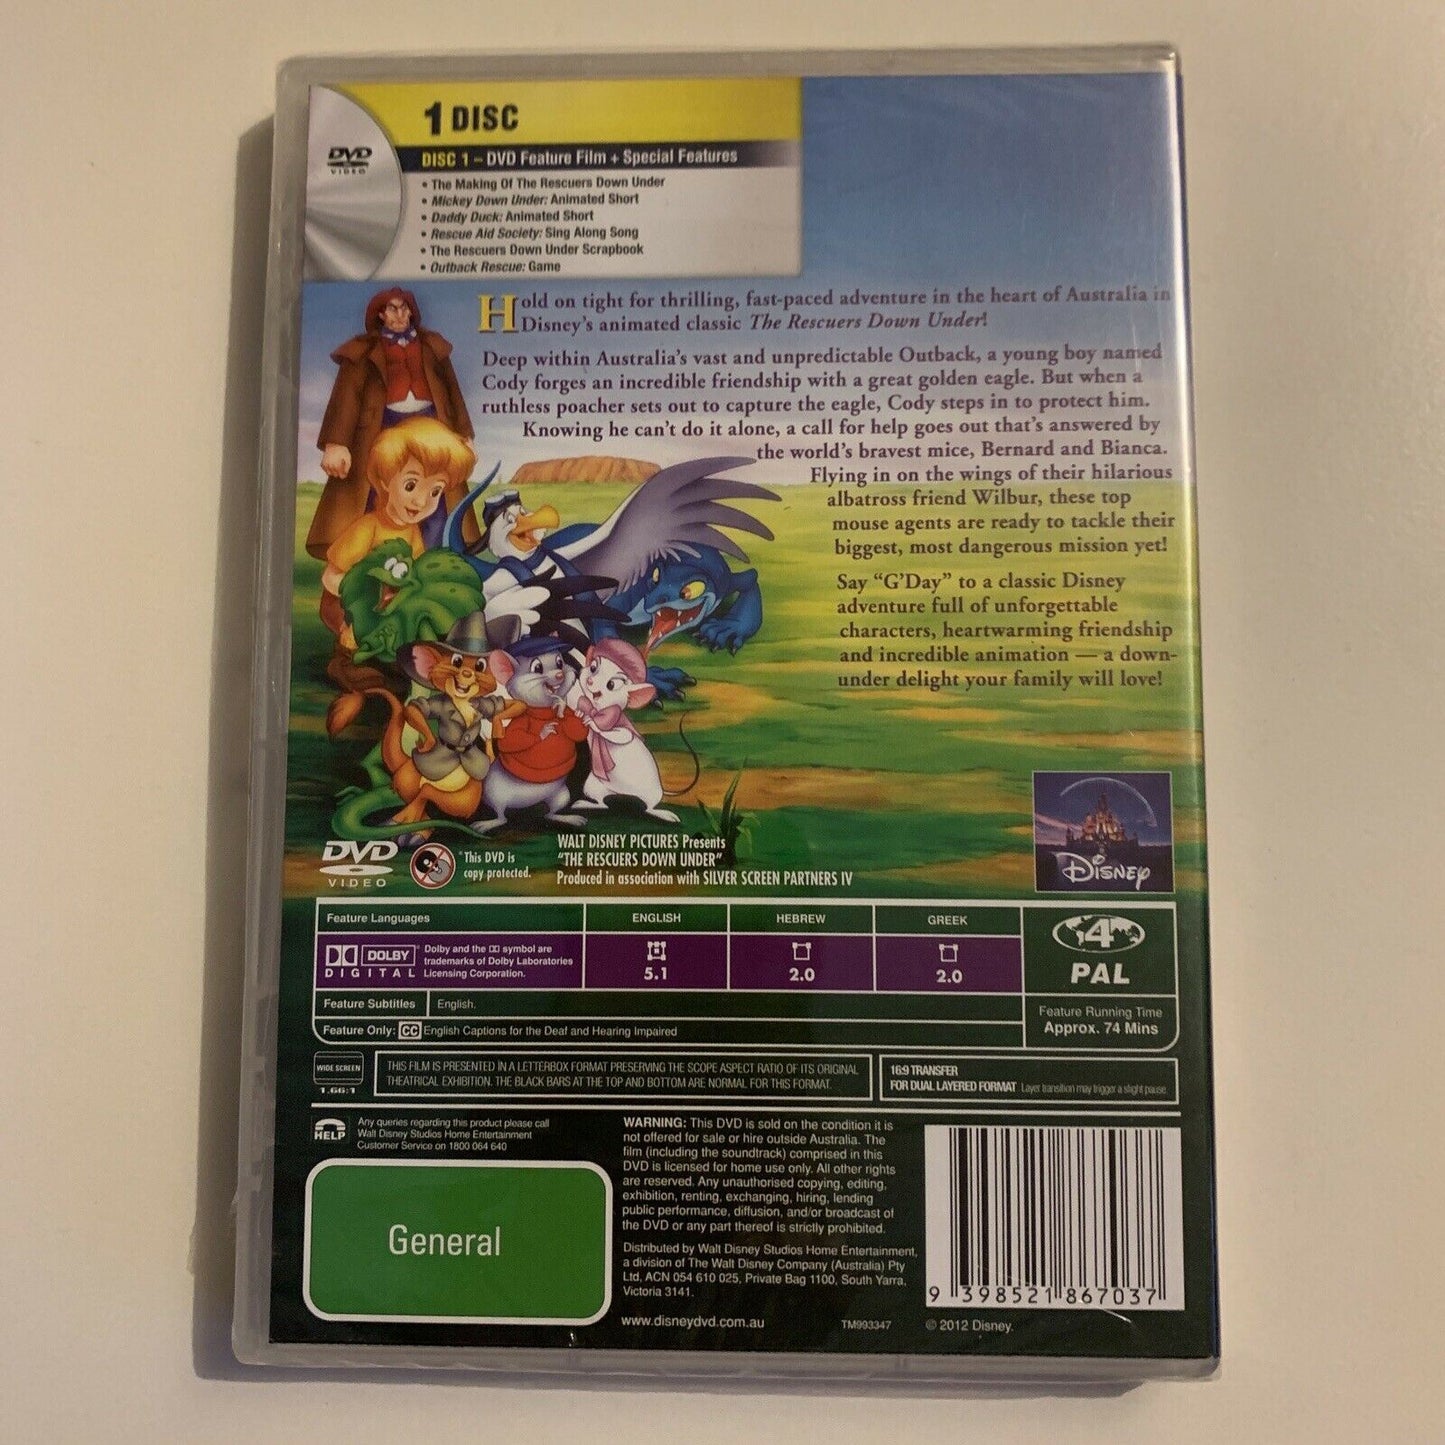 1 DISC
DVD
VIDEO
DISC 1 – DVD Feature Film + Special Features
• The Making Of The Rescuers Down Under
• Mickey Down Under: Animated Short
• Daddy Duck: Animated Short
• Rescue Aid Society: Sing Along Song
• The Rescuers Down Under Scrapbook
• Outback Rescue: Game
Hold on tight for thrilling, fast-paced adventure in the heart of Australia in
Disney's animated classic The Rescuers Down Under!
Deep within Australia's vast and unpredictable Outback, a young boy named
Cody forges an incredible friendship with a great golden eagle. But when a
ruthless poacher sets out to capture the eagle, Cody steps in to protect him.
Knowing he can't do it alone, a call for help goes out that's answered by
the world's bravest mice, Bernard and Bianca.
Flying in on the wings of their hilarious
albatross friend Wilbur, these top
mouse agents are ready to tackle their
biggest, most dangerous mission yet!
Say "G'Day" to a classic Disney
adventure full of unforgettable
characters, heartwarming friendship
and incredible animation — a down-
under delight your family will love!
DVD
VIDEO
This DVD is
copy protected.
WALT DISNEY PICTURES Presents
"THE RESCUERS DOWN UNDER"
Produced in association with SILVER SCREEN PARTNERS IV
DISNEY
Feature Languages
ENGLISH
HEBREW
GREEK
DOLBY
DIGITAL
Dolby and the DD symbol are
trademarks of Dolby Laboratories
Licensing Corporation.
5.1
2.0
2.0
4
PAL
Feature Subtitles
English.
Feature Running Time
Approx. 74 Mins
Feature Only: CC English Captions for the Deaf and Hearing Impaired
WIDE SCREEN
1.66:1
THIS FILM IS PRESENTED IN A LETTERBOX FORMAT PRESERVING THE SCOPE ASPECT RATIO OF ITS ORIGINAL
THEATRICAL EXHIBITION. THE BLACK BARS AT THE TOP AND BOTTOM ARE NORMAL FOR THIS FORMAT.
16:9 TRANSFER
FOR DUAL LAYERED FORMAT Layer transition may trigger a slight pause
HELP
Any queries regarding this product please call
Walt Disney Studios Home Entertainment
Customer Service on 1800 064 640
General
WARNING: This DVD is sold on the condition it is
not offered for sale or hire outside Australia. The
film (including the soundtrack) comprised in this
DVD is licensed for home use only. All other rights
are reserved. Any unauthorised copying, editing,
exhibition, renting, exchanging, hiring, lending
public performance, diffusion, and/or broadcast of
the DVD or any part thereof is strictly prohibited.
Distributed by Walt Disney Studios Home Entertainment,
a division of The Walt Disney Company (Australia) Pty
Ltd, ACN 054 610 025, Private Bag 1100, South Yarra,
Victoria 3141.
www.disneydvd.com.au
TM993347
9 398521 867037
© 2012 Disney.